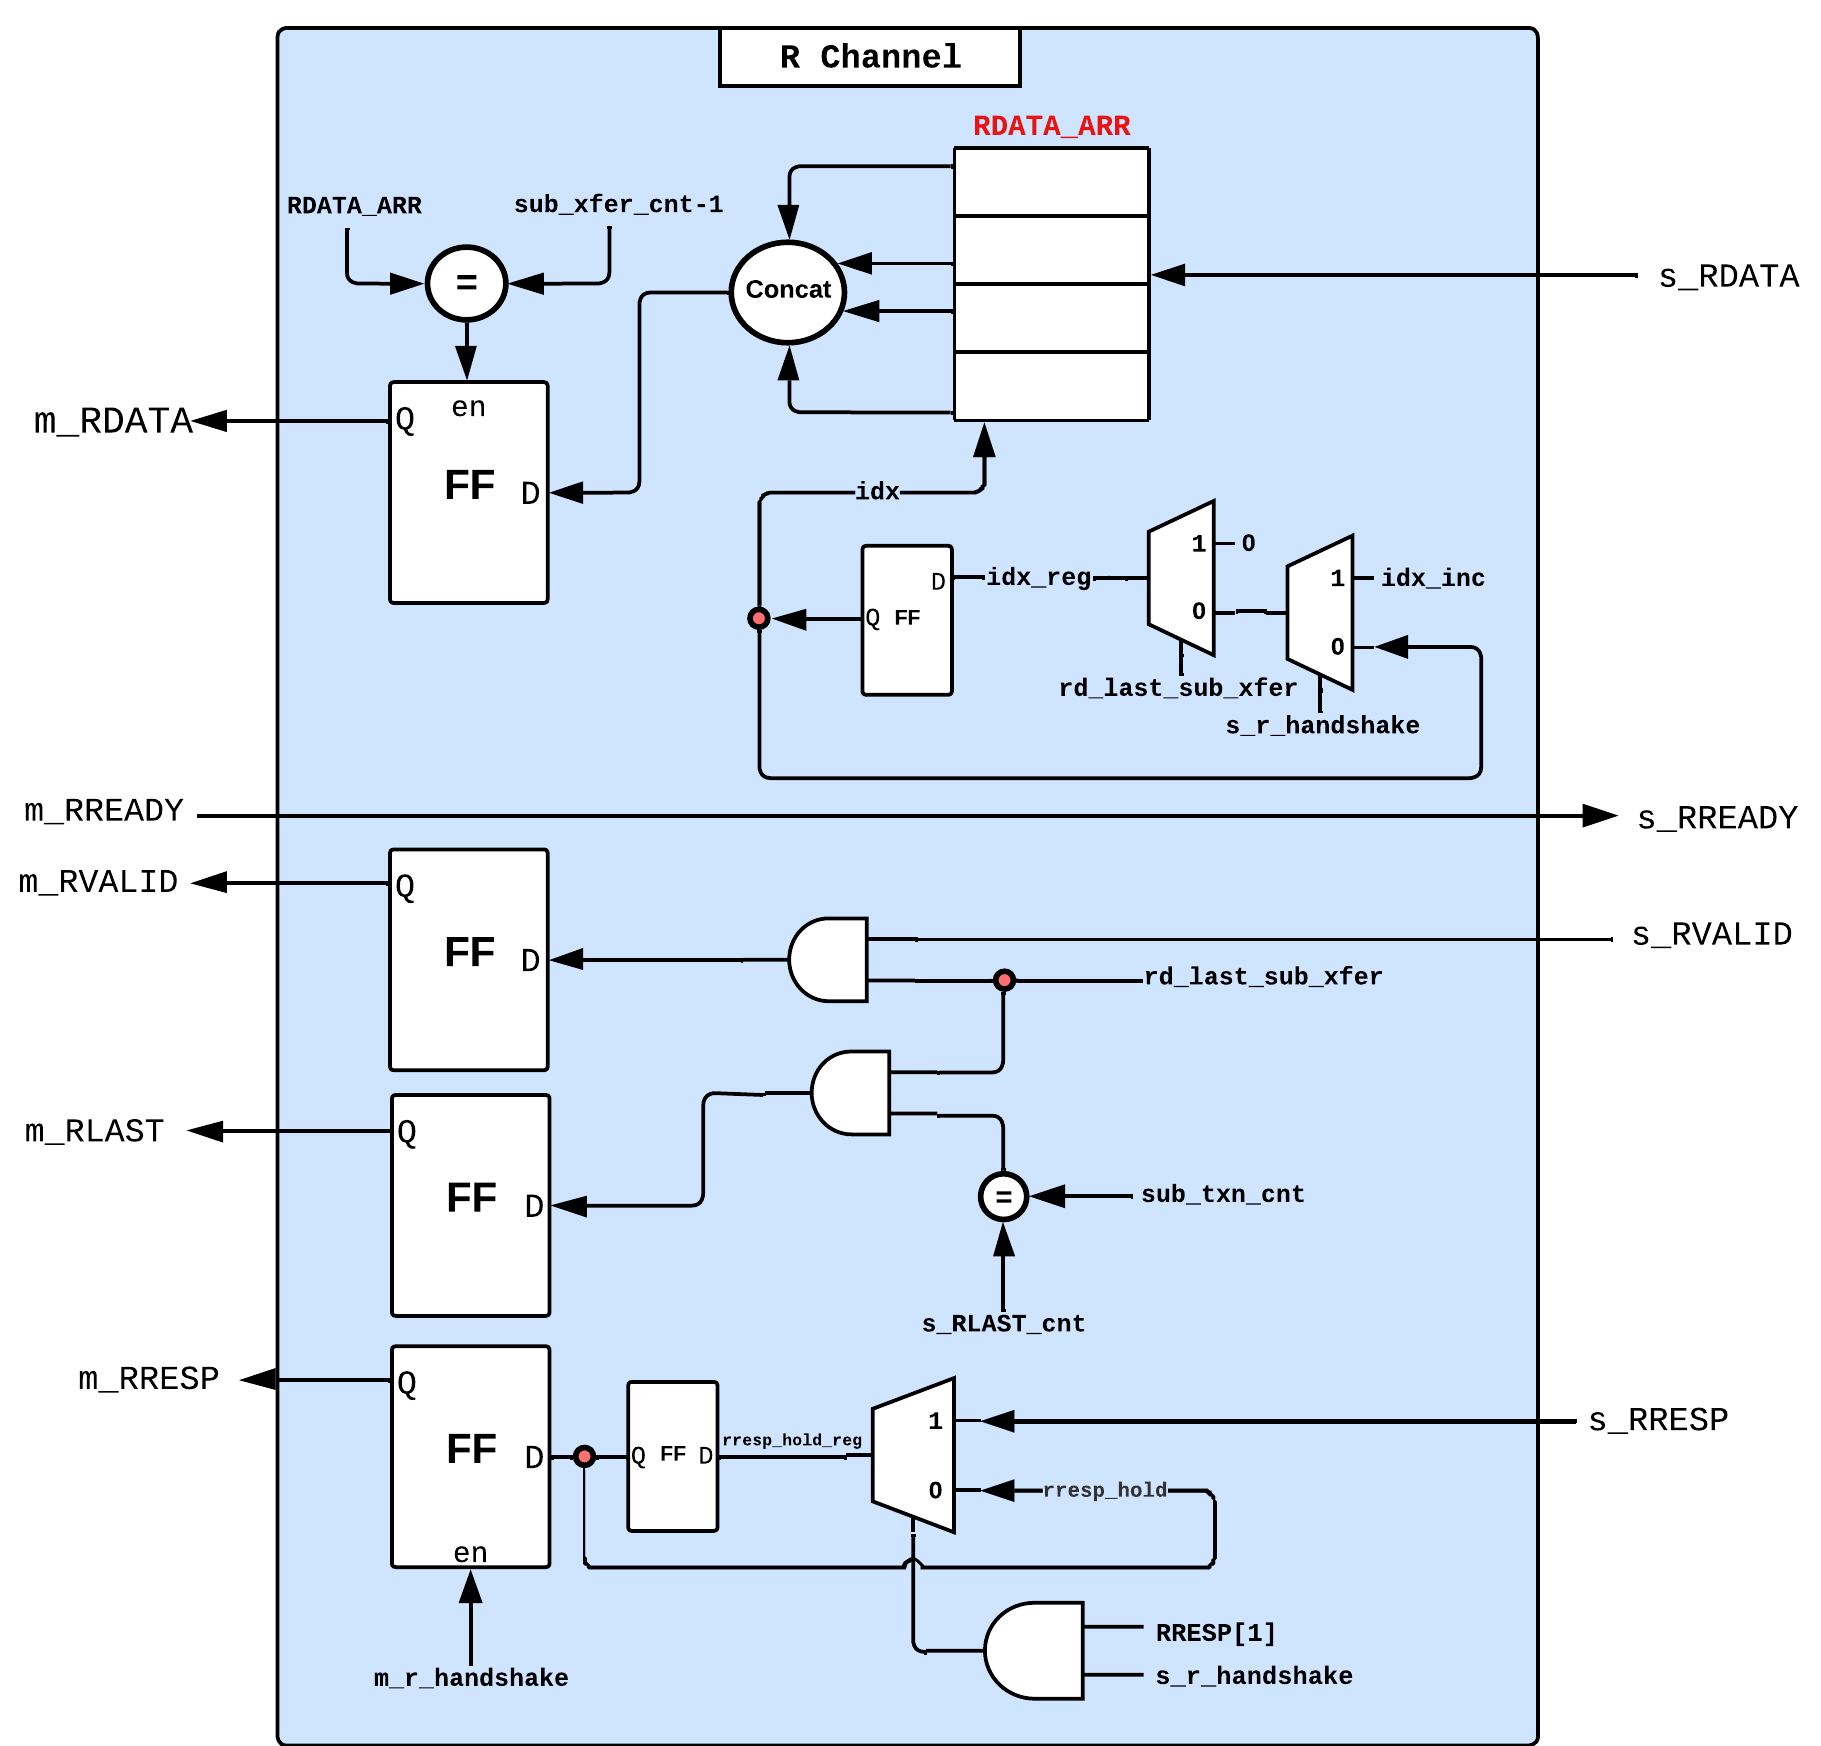 R Channel
RDATA_ARR
RDATA_ARR
sub_xfer_cnt-1
=
Concat
s_RDATA
m_RDATA
Q
en
FF
D
idx
1
0
idx_reg
D
Q
FF
0
1
idx_inc
0
rd_last_sub_xfer
s_r_handshake
m_RREADY
s_RREADY
m_RVALID
Q
FF
D
s_RVALID
rd_last_sub_xfer
m_RLAST
Q
FF
D
=
sub_txn_cnt
s_RLAST_cnt
m_RRESP
Q
FF
D
en
Q
FF
D
rresp_hold_reg
1
0
s_RRESP
rresp_hold
RRESP[1]
s_r_handshake
m_r_handshake